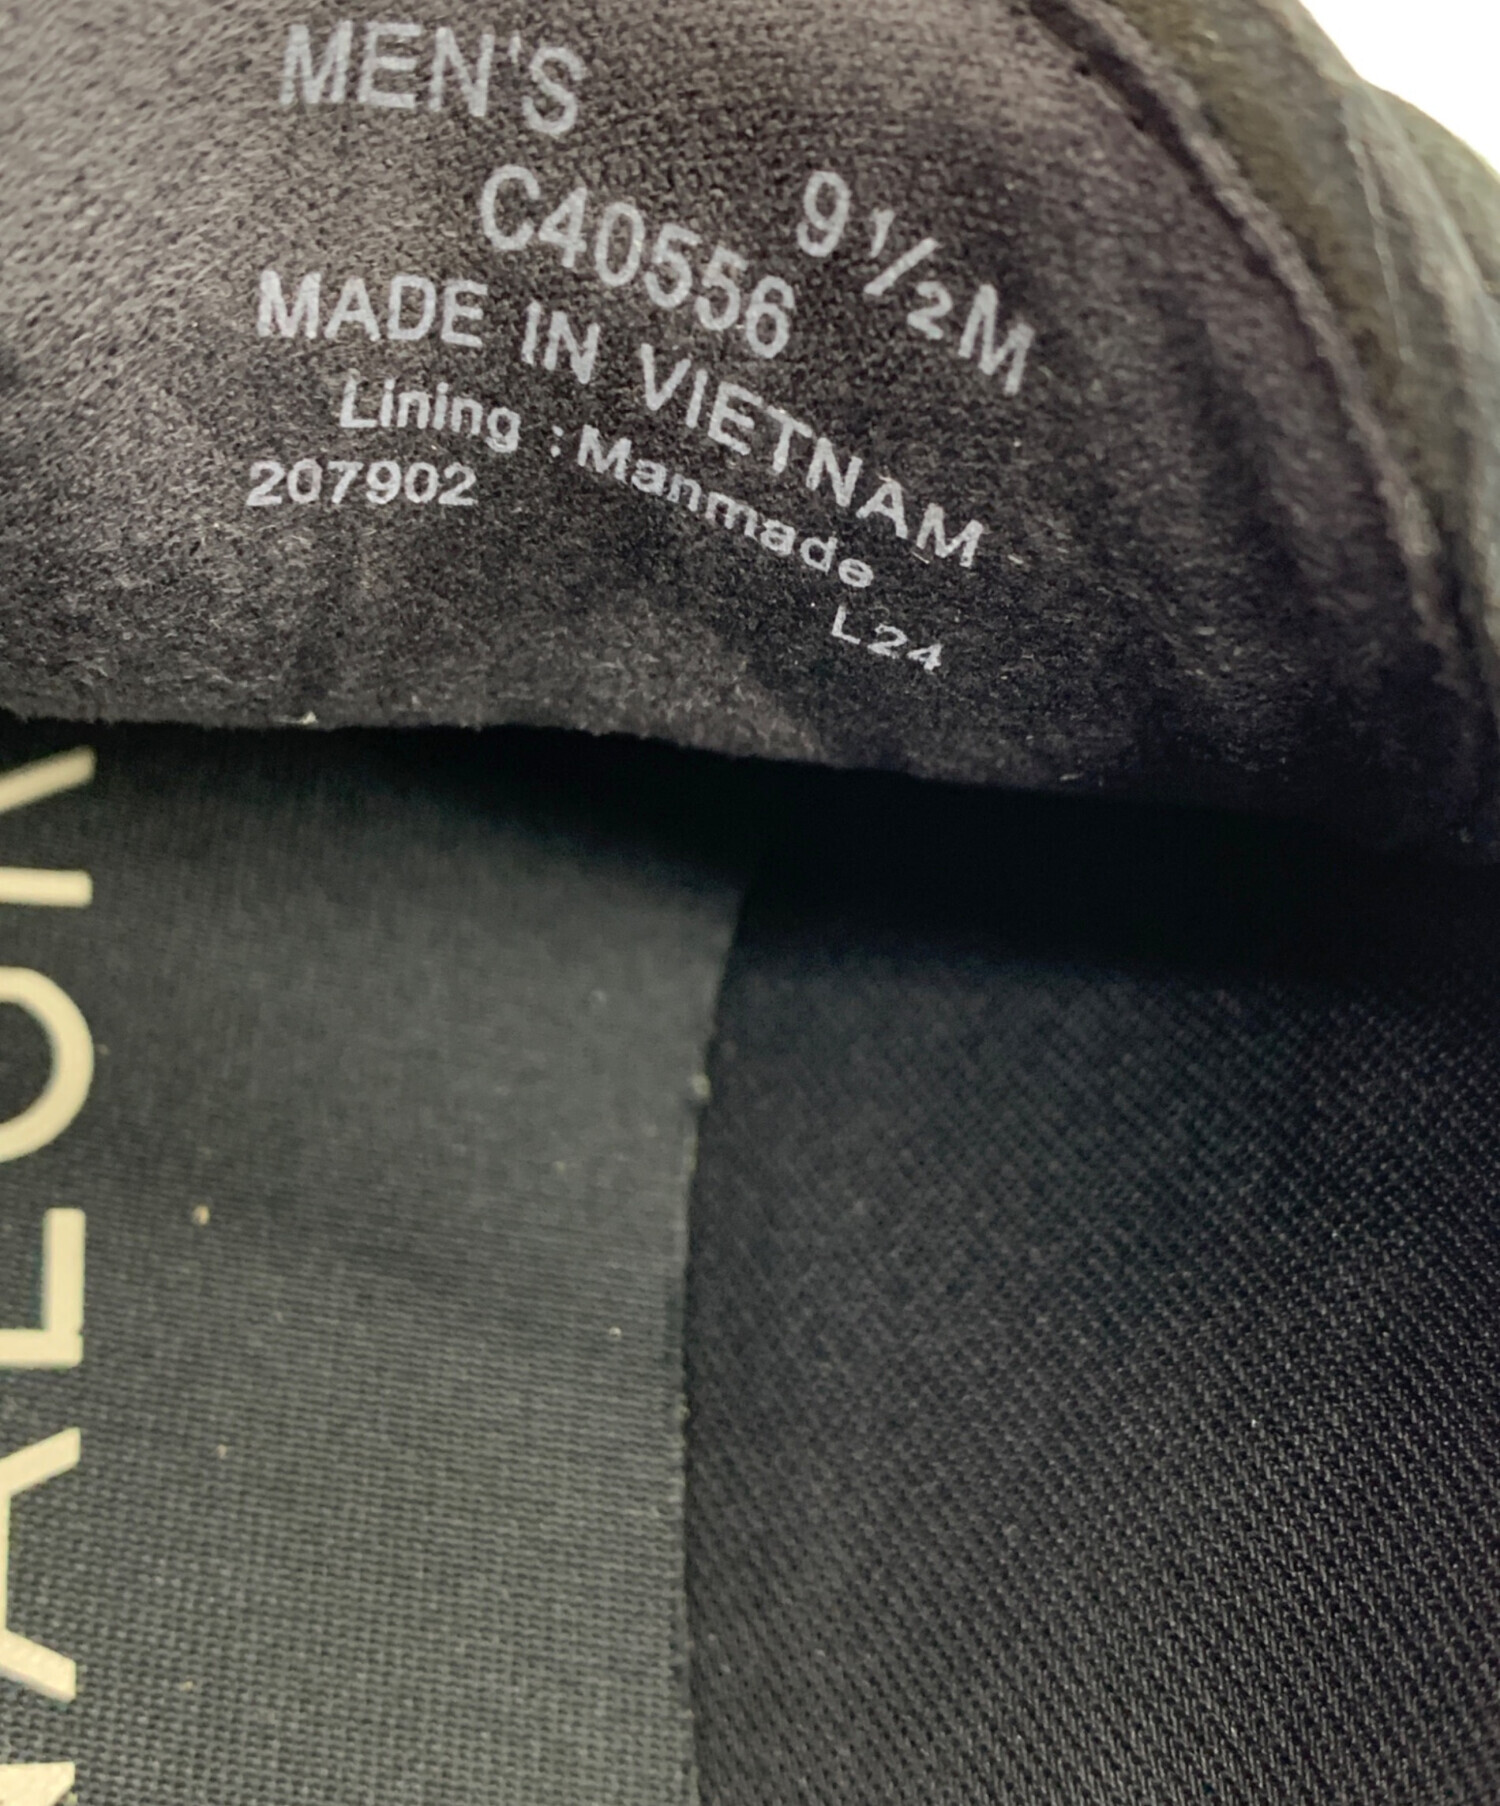 MEN'S
C40556 9½M
MADE IN VIETNAM
Lining : Manmade
207902 L24